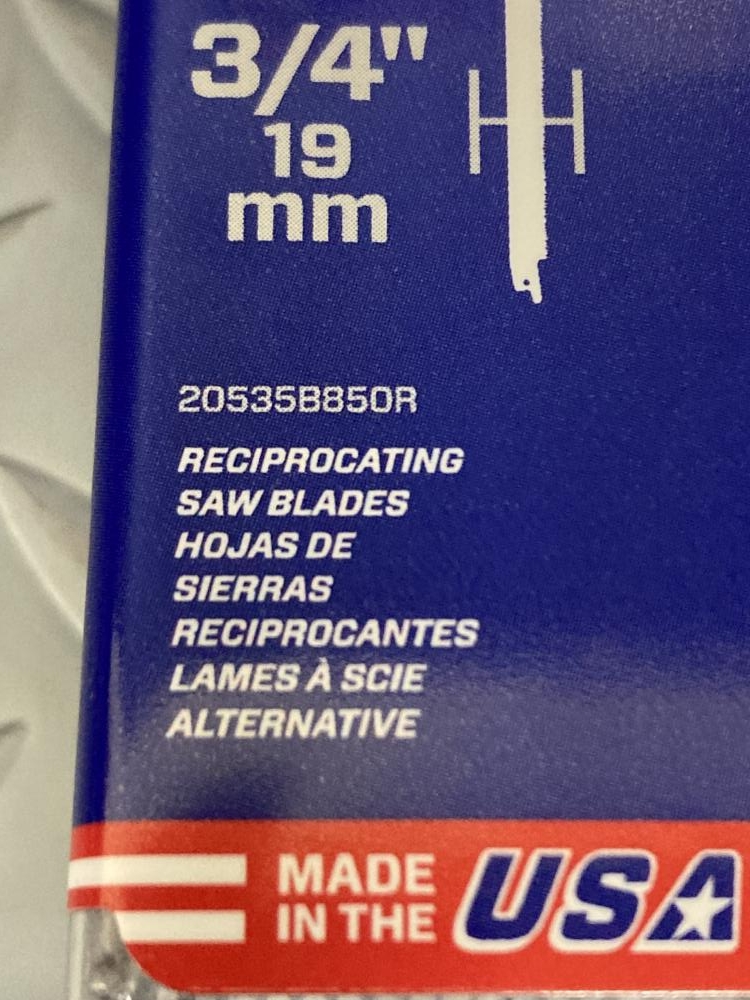 3/4"
19
mm
20535B850R
RECIPROCATING
SAW BLADES
HOJAS DE
SIERRAS
RECIPROCANTES
LAMES À SCIE
ALTERNATIVE
MADE
IN THE
USA